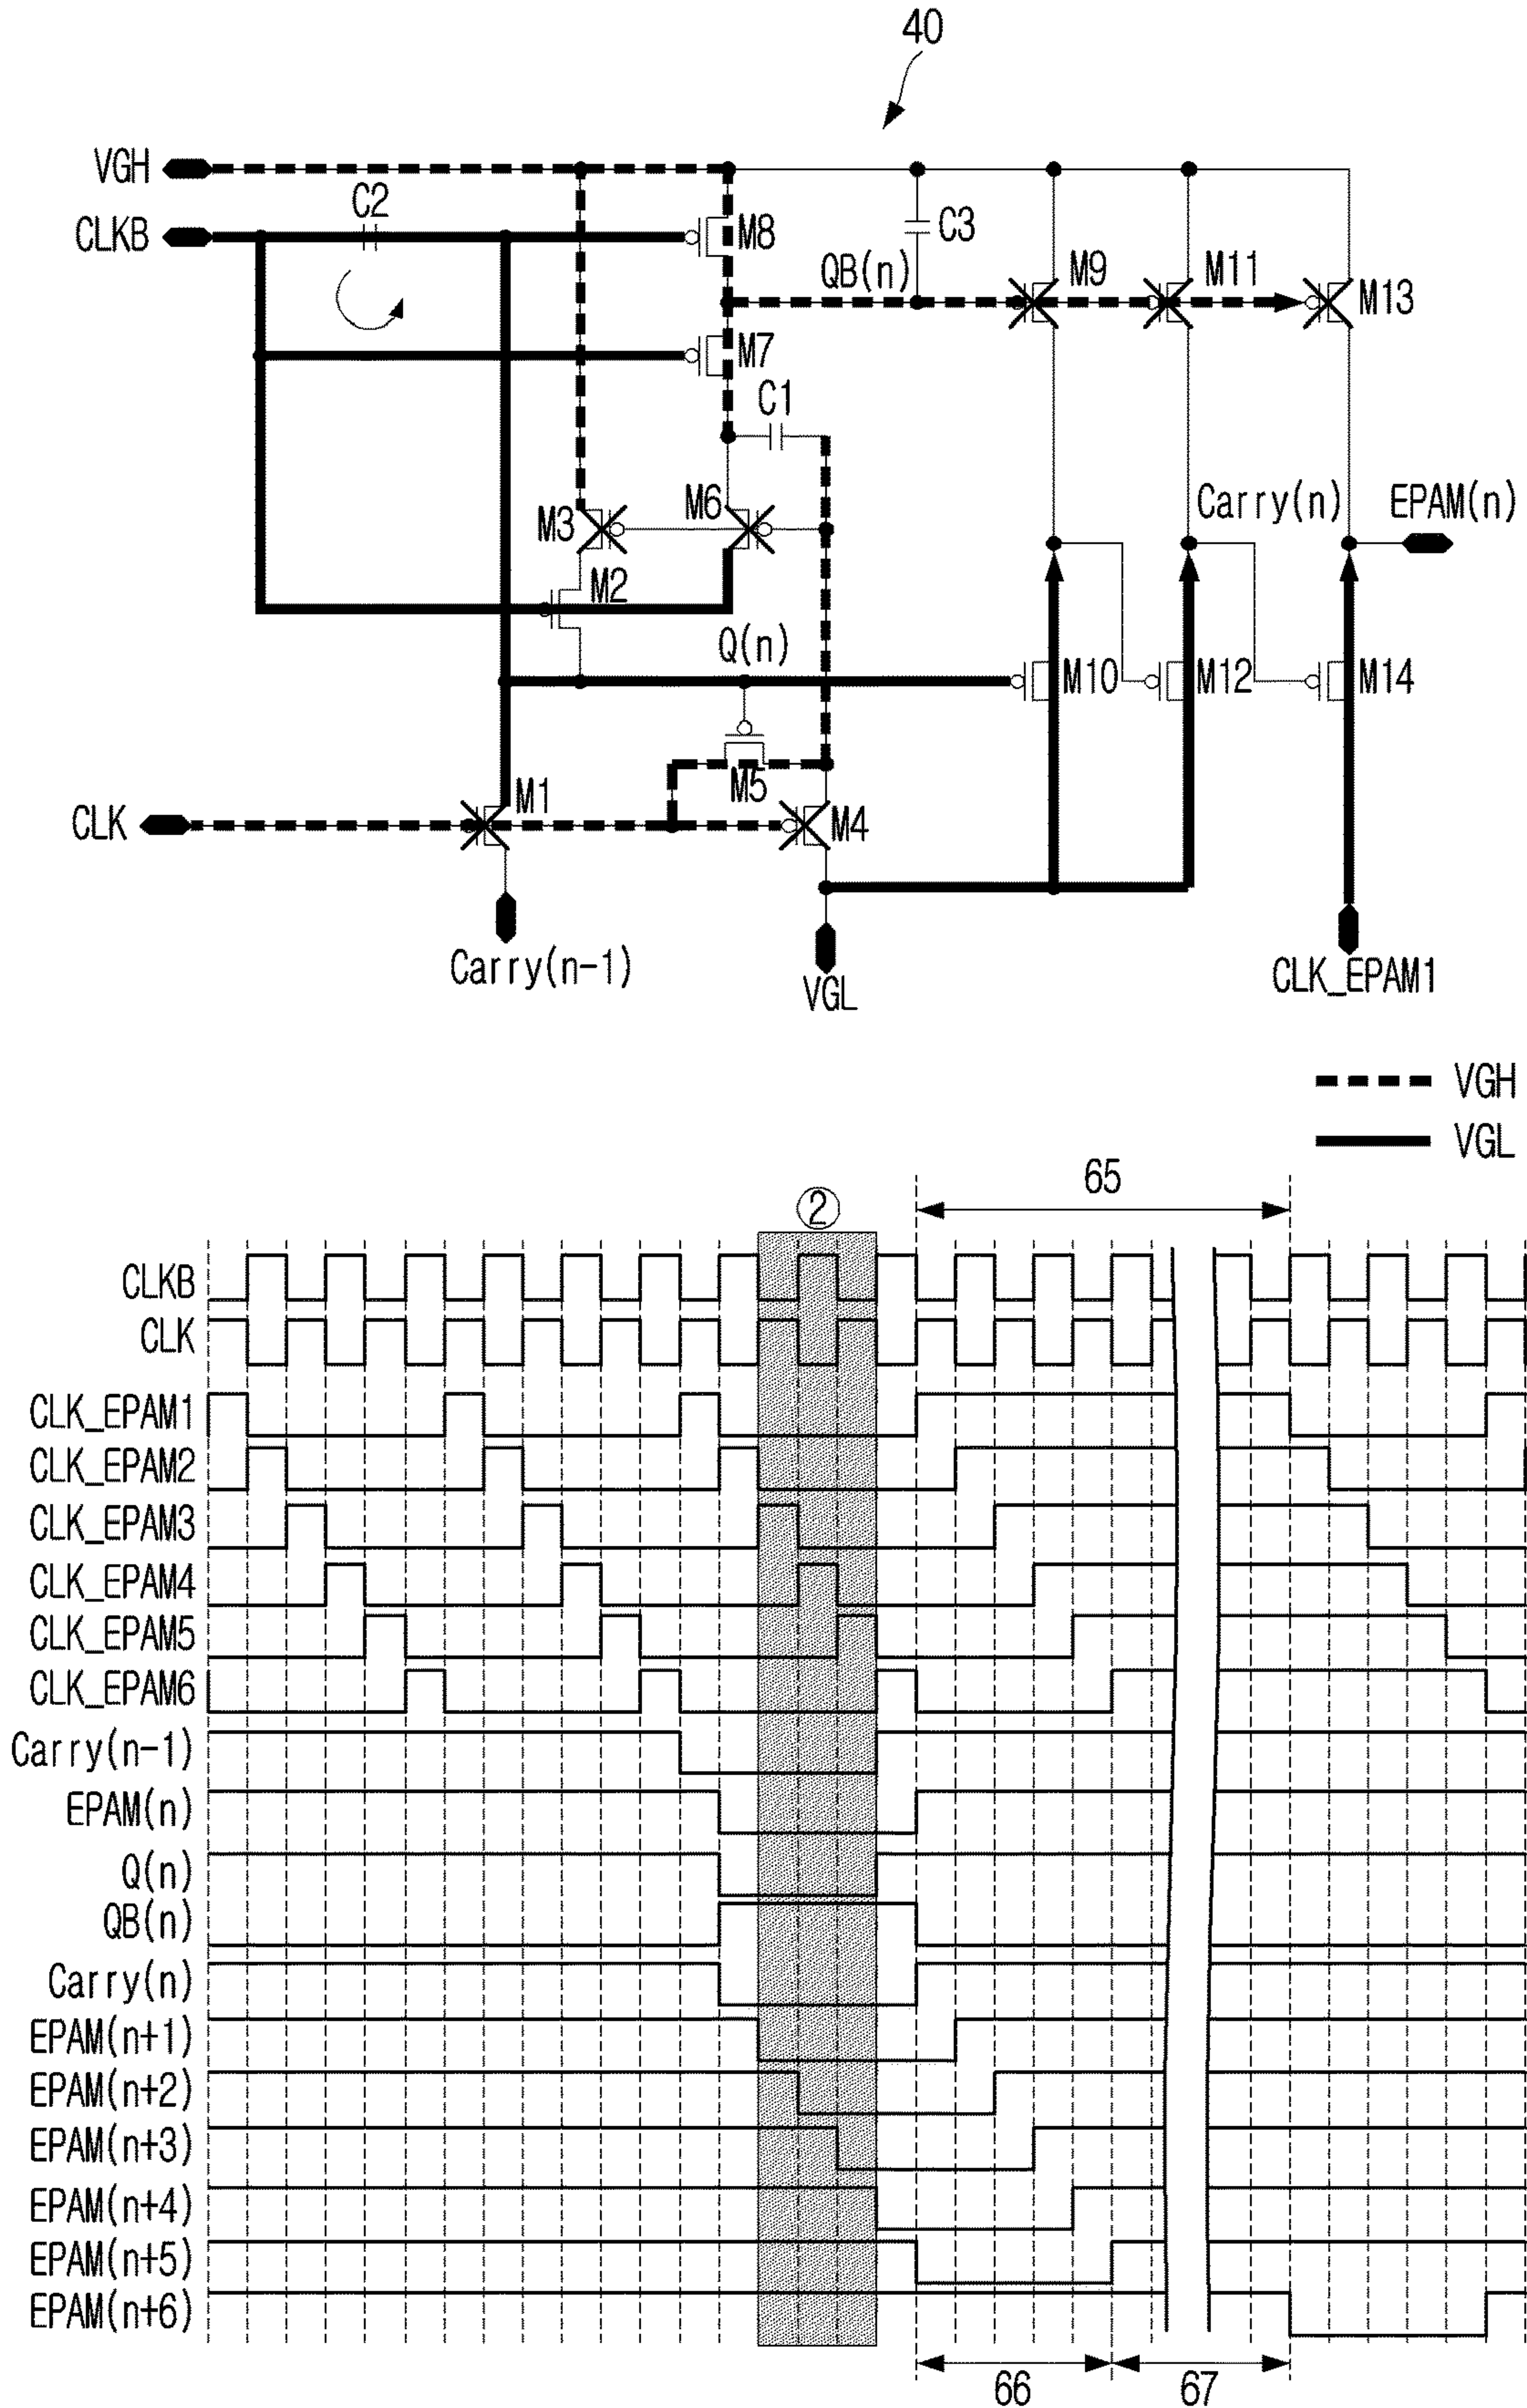 40
VGH
C2
CLKB
M8
C3
QB(n)
M9
M11
M13
M7
C1
M3
M6
Carry(n)
EPAM(n)
M2
Q(n)
M10
M12
M14
M5
M1
CLK
M4
Carry(n-1)
VGL
CLK_EPAM1
VGH
VGL
65
②
CLKB
CLK
CLK_EPAM1
CLK_EPAM2
CLK_EPAM3
CLK_EPAM4
CLK_EPAM5
CLK_EPAM6
Carry(n-1)
EPAM(n)
Q(n)
QB(n)
Carry(n)
EPAM(n+1)
EPAM(n+2)
EPAM(n+3)
EPAM(n+4)
EPAM(n+5)
EPAM(n+6)
66
67